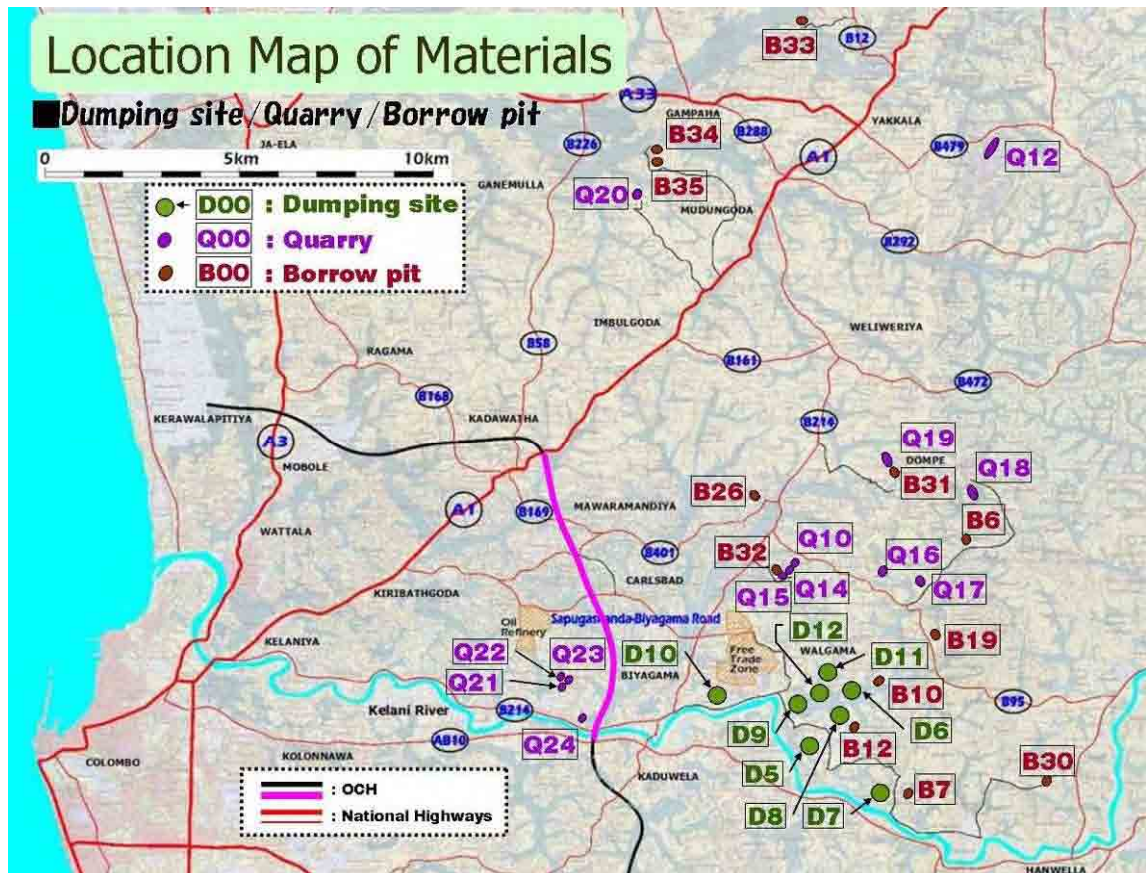 Location Map of Materials
Dumping site/Quarry/Borrow pit
0 5km 10km
D00 : Dumping site
Q00 : Quarry
B00 : Borrow pit
B33
B12
A33
GAMPAHA
B34
B288
YAKKALA
JA-ELA
B226
A1
B479
Q12
GANEMULLA
B35
Q20
MUDUNGODA
B292
IMBULGODA
WELIWERIYA
B58
RAGAMA
B161
B472
B168
KERAWALAPITIYA
KADAWATHA
B214
A3
MOBOLE
Q19
DOMPE
Q18
B31
B26
A1
B169
MAWARAMANDIYA
WATTALA
B6
Q10
B401
B32
Q16
CARLSBAD
Q17
KIRIBATHGODA
Q15
Q14
Oil
Refinery
Sapugaskanda-Biyagama Road
D12
KELANIYA
B19
WALGAMA
Q22
Q23
D10
Free
Trade
Zone
D11
BIYAGAMA
Q21
B10
Kelani River
B214
B95
D9
D6
AB10
Q24
B12
COLOMBO
KOLONNAWA
KADUWELA
D5
B30
: OCH
: National Highways
D8
D7
B7
HANWELLA